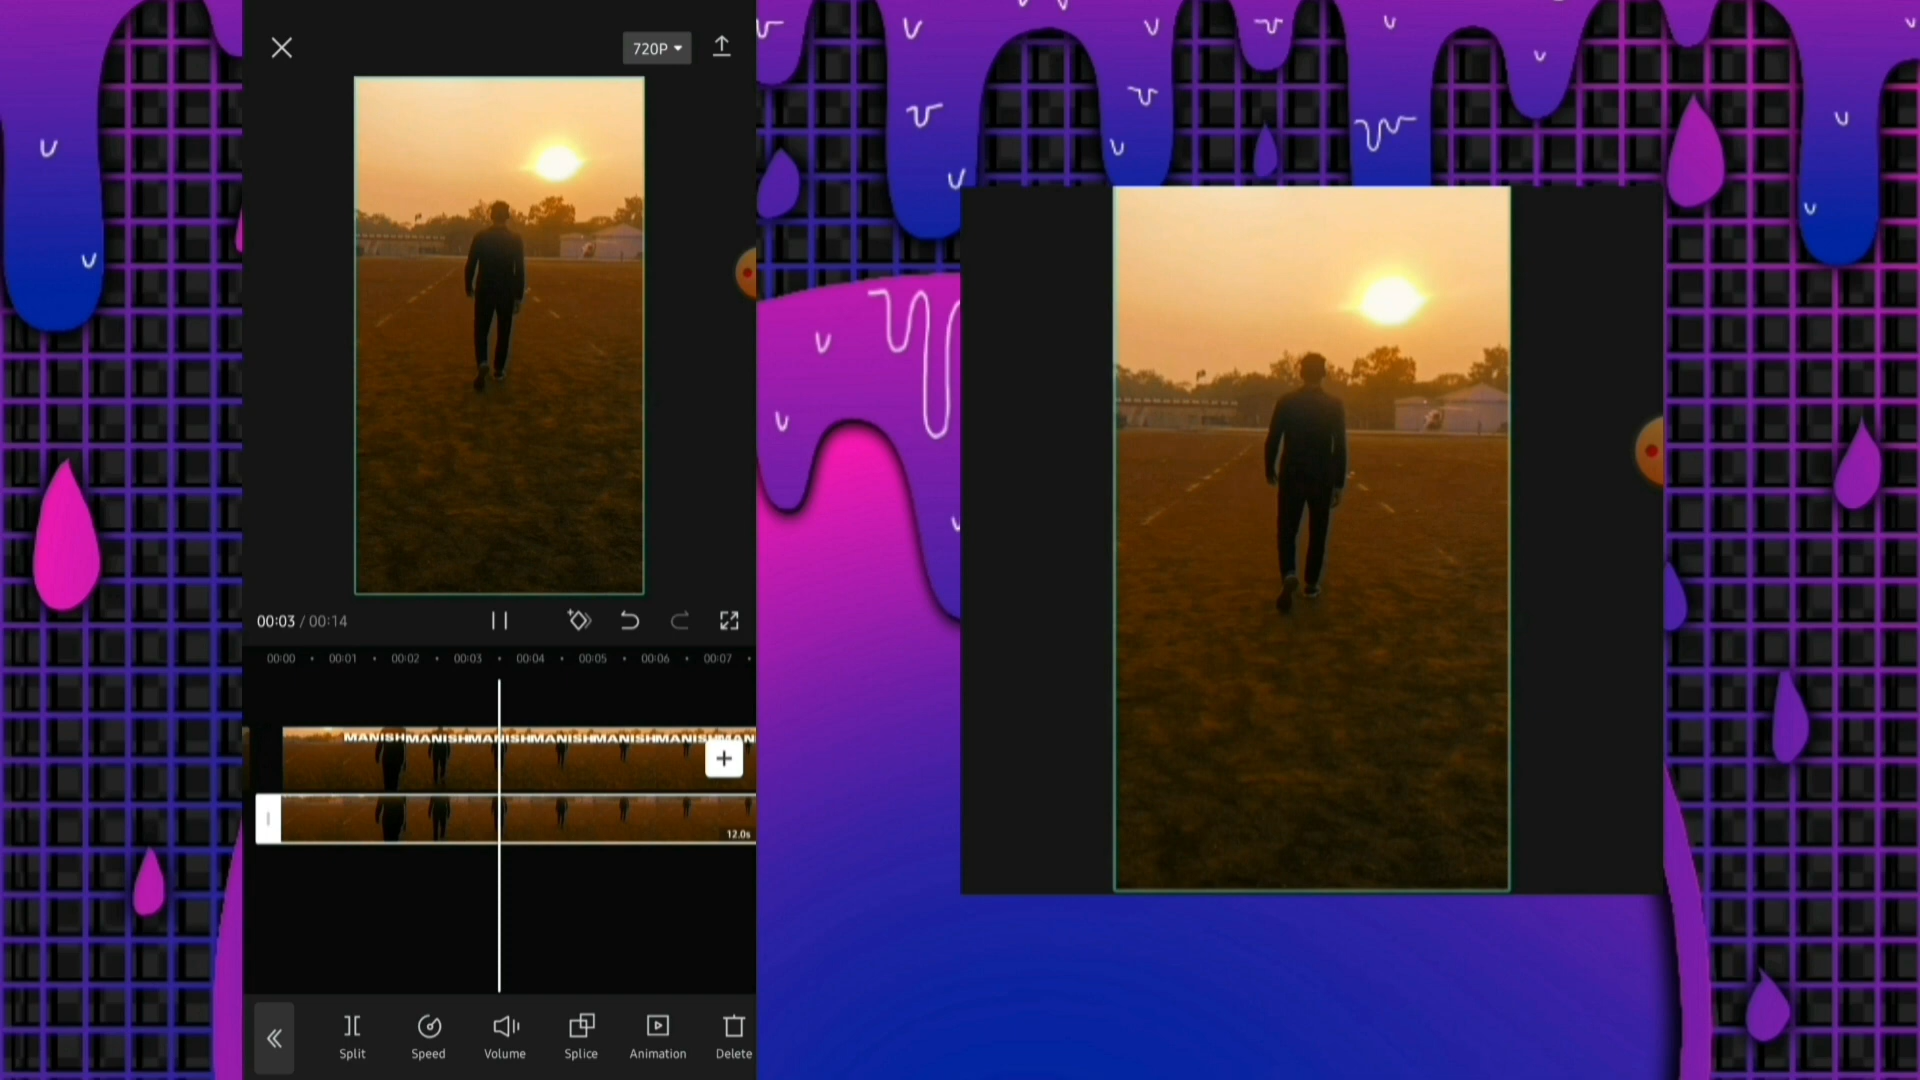 720P
00:03 / 00:14
00:00 00:01 00:02 00:03 00:04 00:05 00:06 00:07
MANISHMANISHMANISHMANISHMANISHMANISHMAN
12.0s
Split Speed Volume Splice Animation Delete